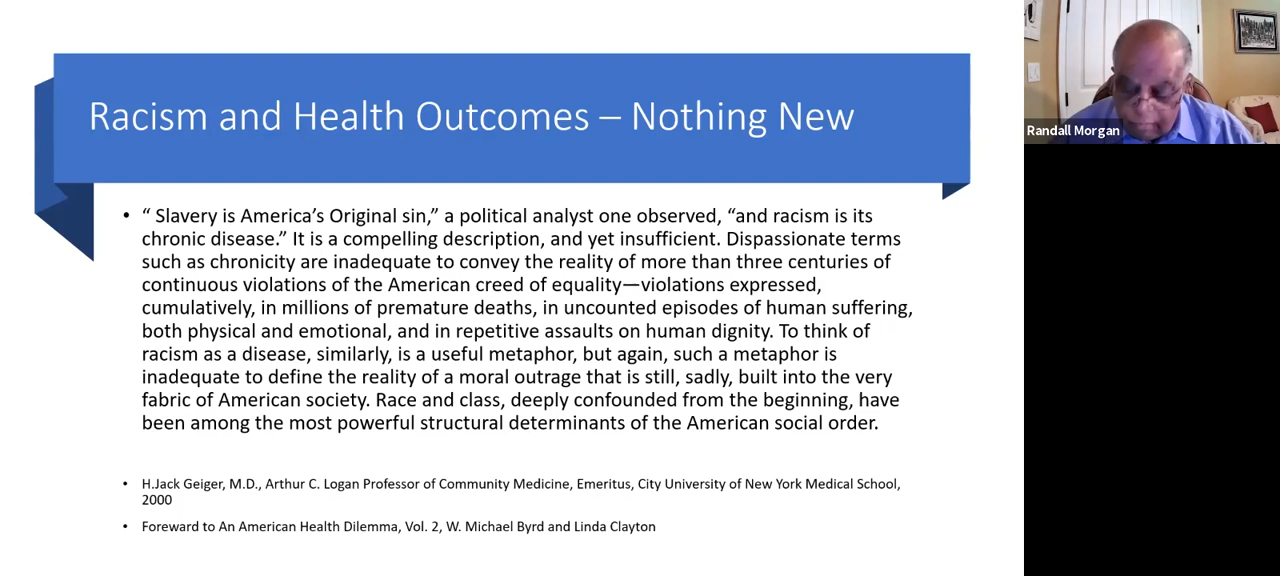 Racism and Health Outcomes – Nothing New
• “ Slavery is America’s Original sin,” a political analyst one observed, “and racism is its
chronic disease.” It is a compelling description, and yet insufficient. Dispassionate terms
such as chronicity are inadequate to convey the reality of more than three centuries of
continuous violations of the American creed of equality—violations expressed,
cumulatively, in millions of premature deaths, in uncounted episodes of human suffering,
both physical and emotional, and in repetitive assaults on human dignity. To think of
racism as a disease, similarly, is a useful metaphor, but again, such a metaphor is
inadequate to define the reality of a moral outrage that is still, sadly, built into the very
fabric of American society. Race and class, deeply confounded from the beginning, have
been among the most powerful structural determinants of the American social order.
• H.Jack Geiger, M.D., Arthur C. Logan Professor of Community Medicine, Emeritus, City University of New York Medical School,
2000
• Foreward to An American Health Dilemma, Vol. 2, W. Michael Byrd and Linda Clayton
Randall Morgan